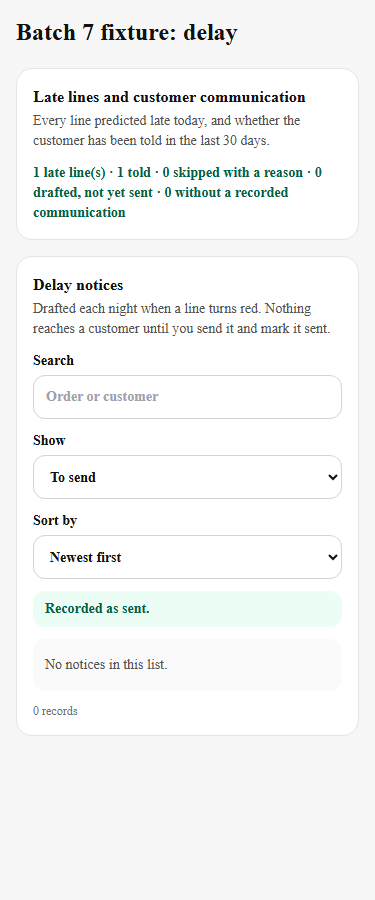 Batch 7 fixture: delay
Late lines and customer communication
Every line predicted late today, and whether the
customer has been told in the last 30 days.
1 late line(s) · 1 told · 0 skipped with a reason · 0
drafted, not yet sent · 0 without a recorded
communication
Delay notices
Drafted each night when a line turns red. Nothing
reaches a customer until you send it and mark it sent.
Search
Order or customer
Show
To send
Sort by
Newest first
Recorded as sent.
No notices in this list.
0 records